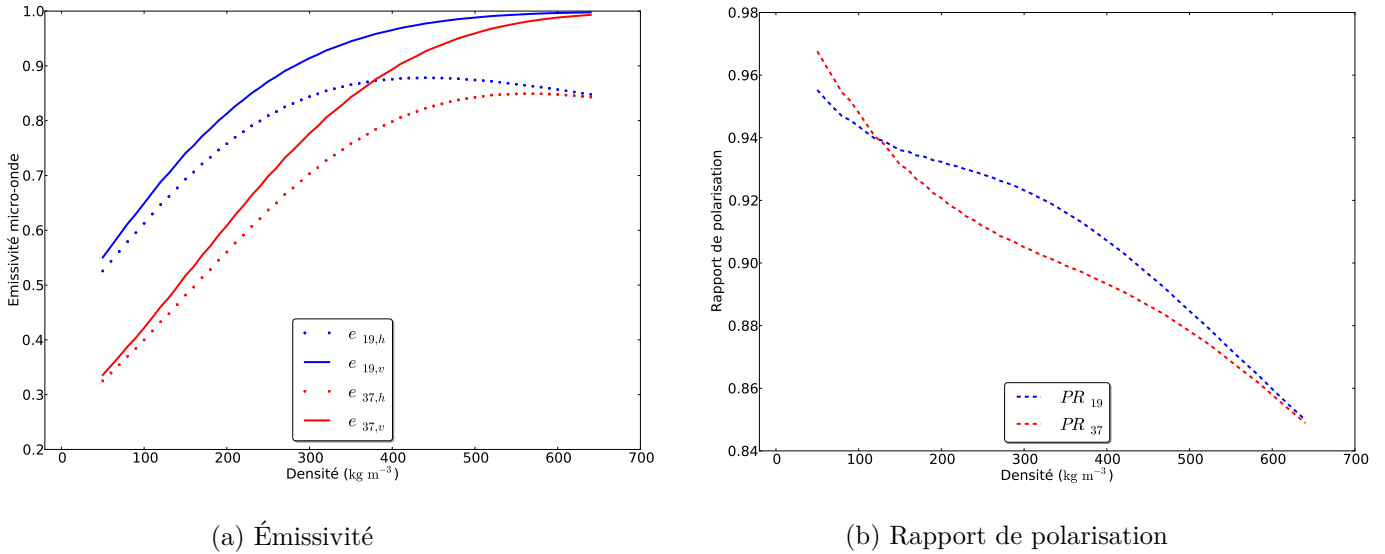 1.0
0.9
0.8
0.7
0.6
0.5
0.4
0.3
0.2
Emissivité micro-onde
0 100 200 300 400 500 600 700
Densité (kg m⁻³)
e 19,h
e 19,v
e 37,h
e 37,v
(a) Émissivité
0.98
0.96
0.94
0.92
0.90
0.88
0.86
0.84
Rapport de polarisation
0 100 200 300 400 500 600 700
Densité (kg m⁻³)
PR 19
PR 37
(b) Rapport de polarisation